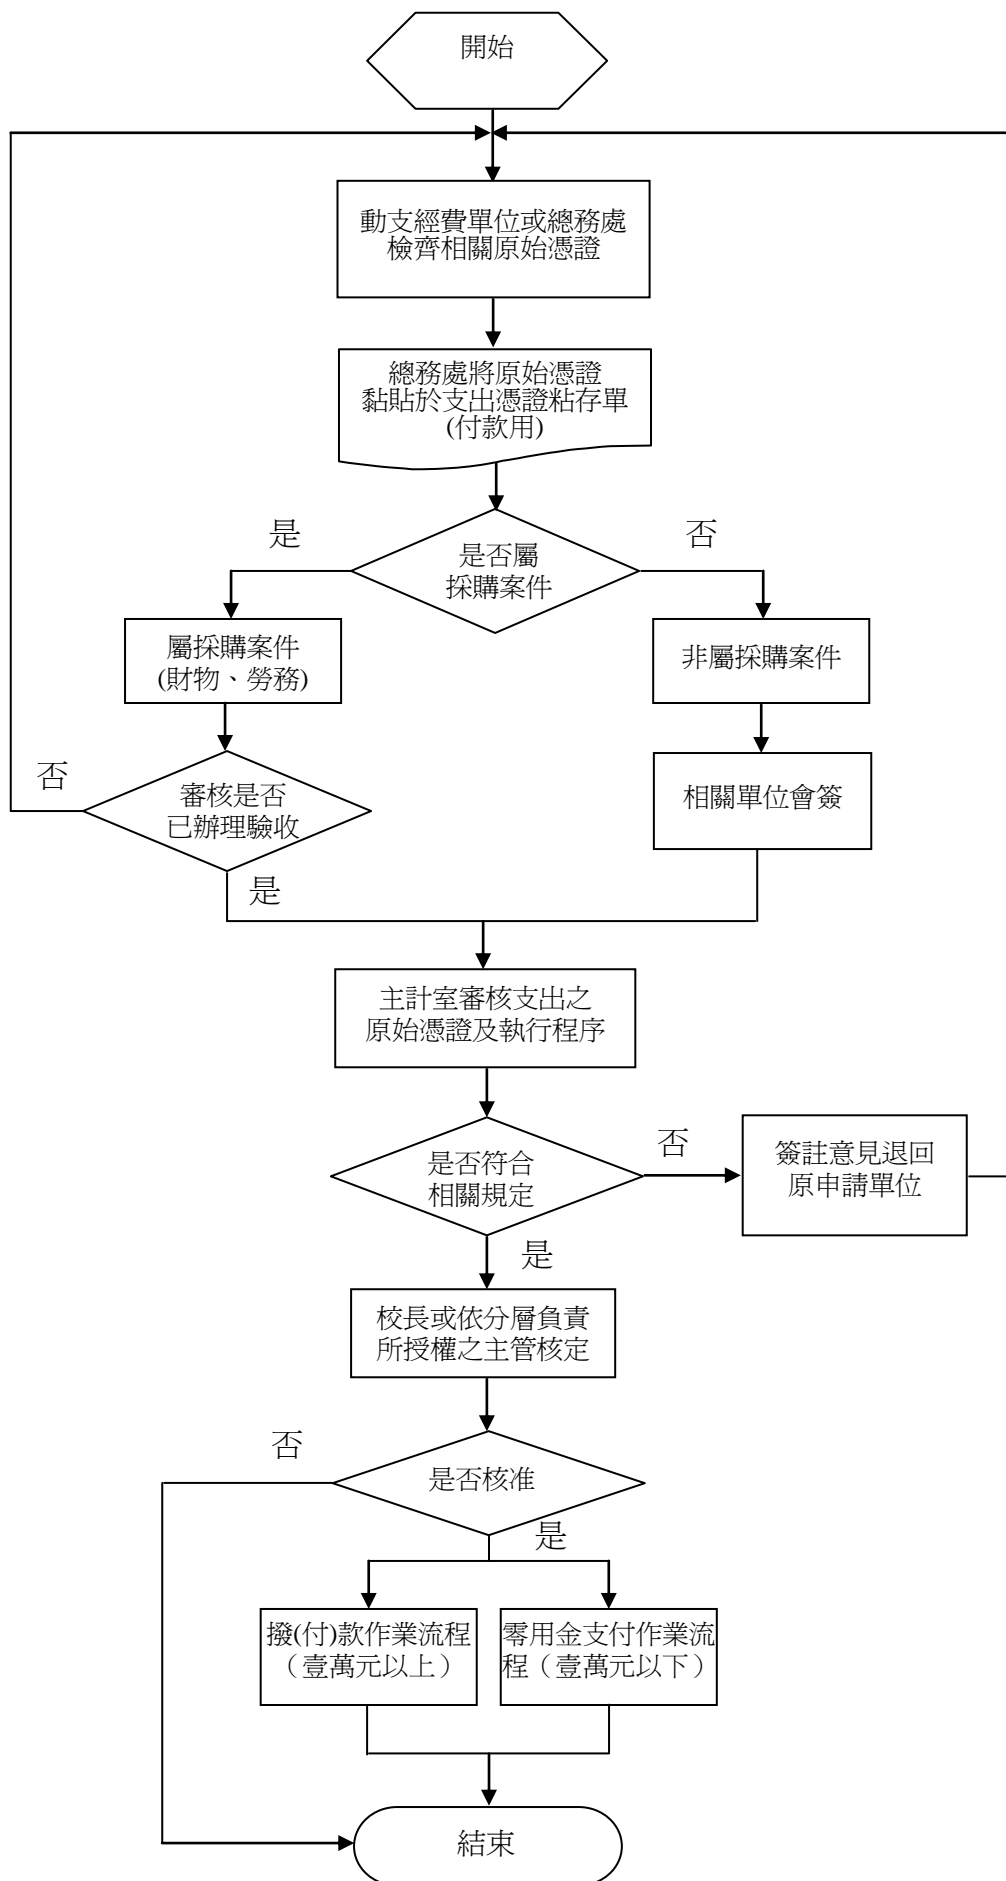 開始
動支經費單位或總務處
檢齊相關原始憑證
總務處將原始憑證
黏貼於支出憑證粘存單
(付款用)
是
否
是否屬
採購案件
屬採購案件
(財物、勞務)
非屬採購案件
否
審核是否
已辦理驗收
相關單位會簽
是
主計室審核支出之
原始憑證及執行程序
是否符合
相關規定
否
簽註意見退回
原申請單位
是
校長或依分層負責
所授權之主管核定
否
是否核准
是
撥(付)款作業流程
（壹萬元以上）
零用金支付作業流
程（壹萬元以下）
結束